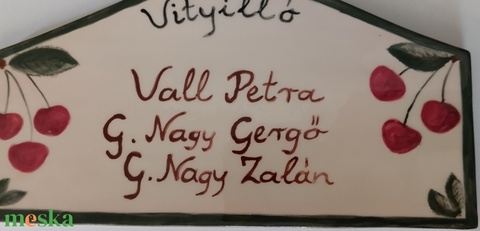 Vityilló
Vall Petra
G. Nagy Gergő
G. Nagy Zalán
meska